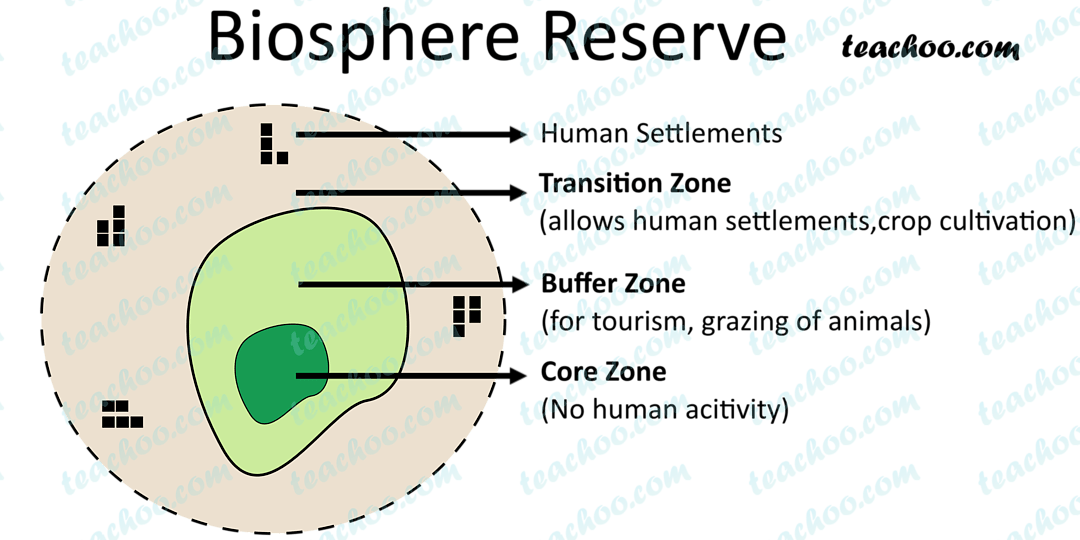 Biosphere Reserve
teachoo.com
Human Settlements
Transition Zone
(allows human settlements,crop cultivation)
Buffer Zone
(for tourism, grazing of animals)
Core Zone
(No human acitivity)